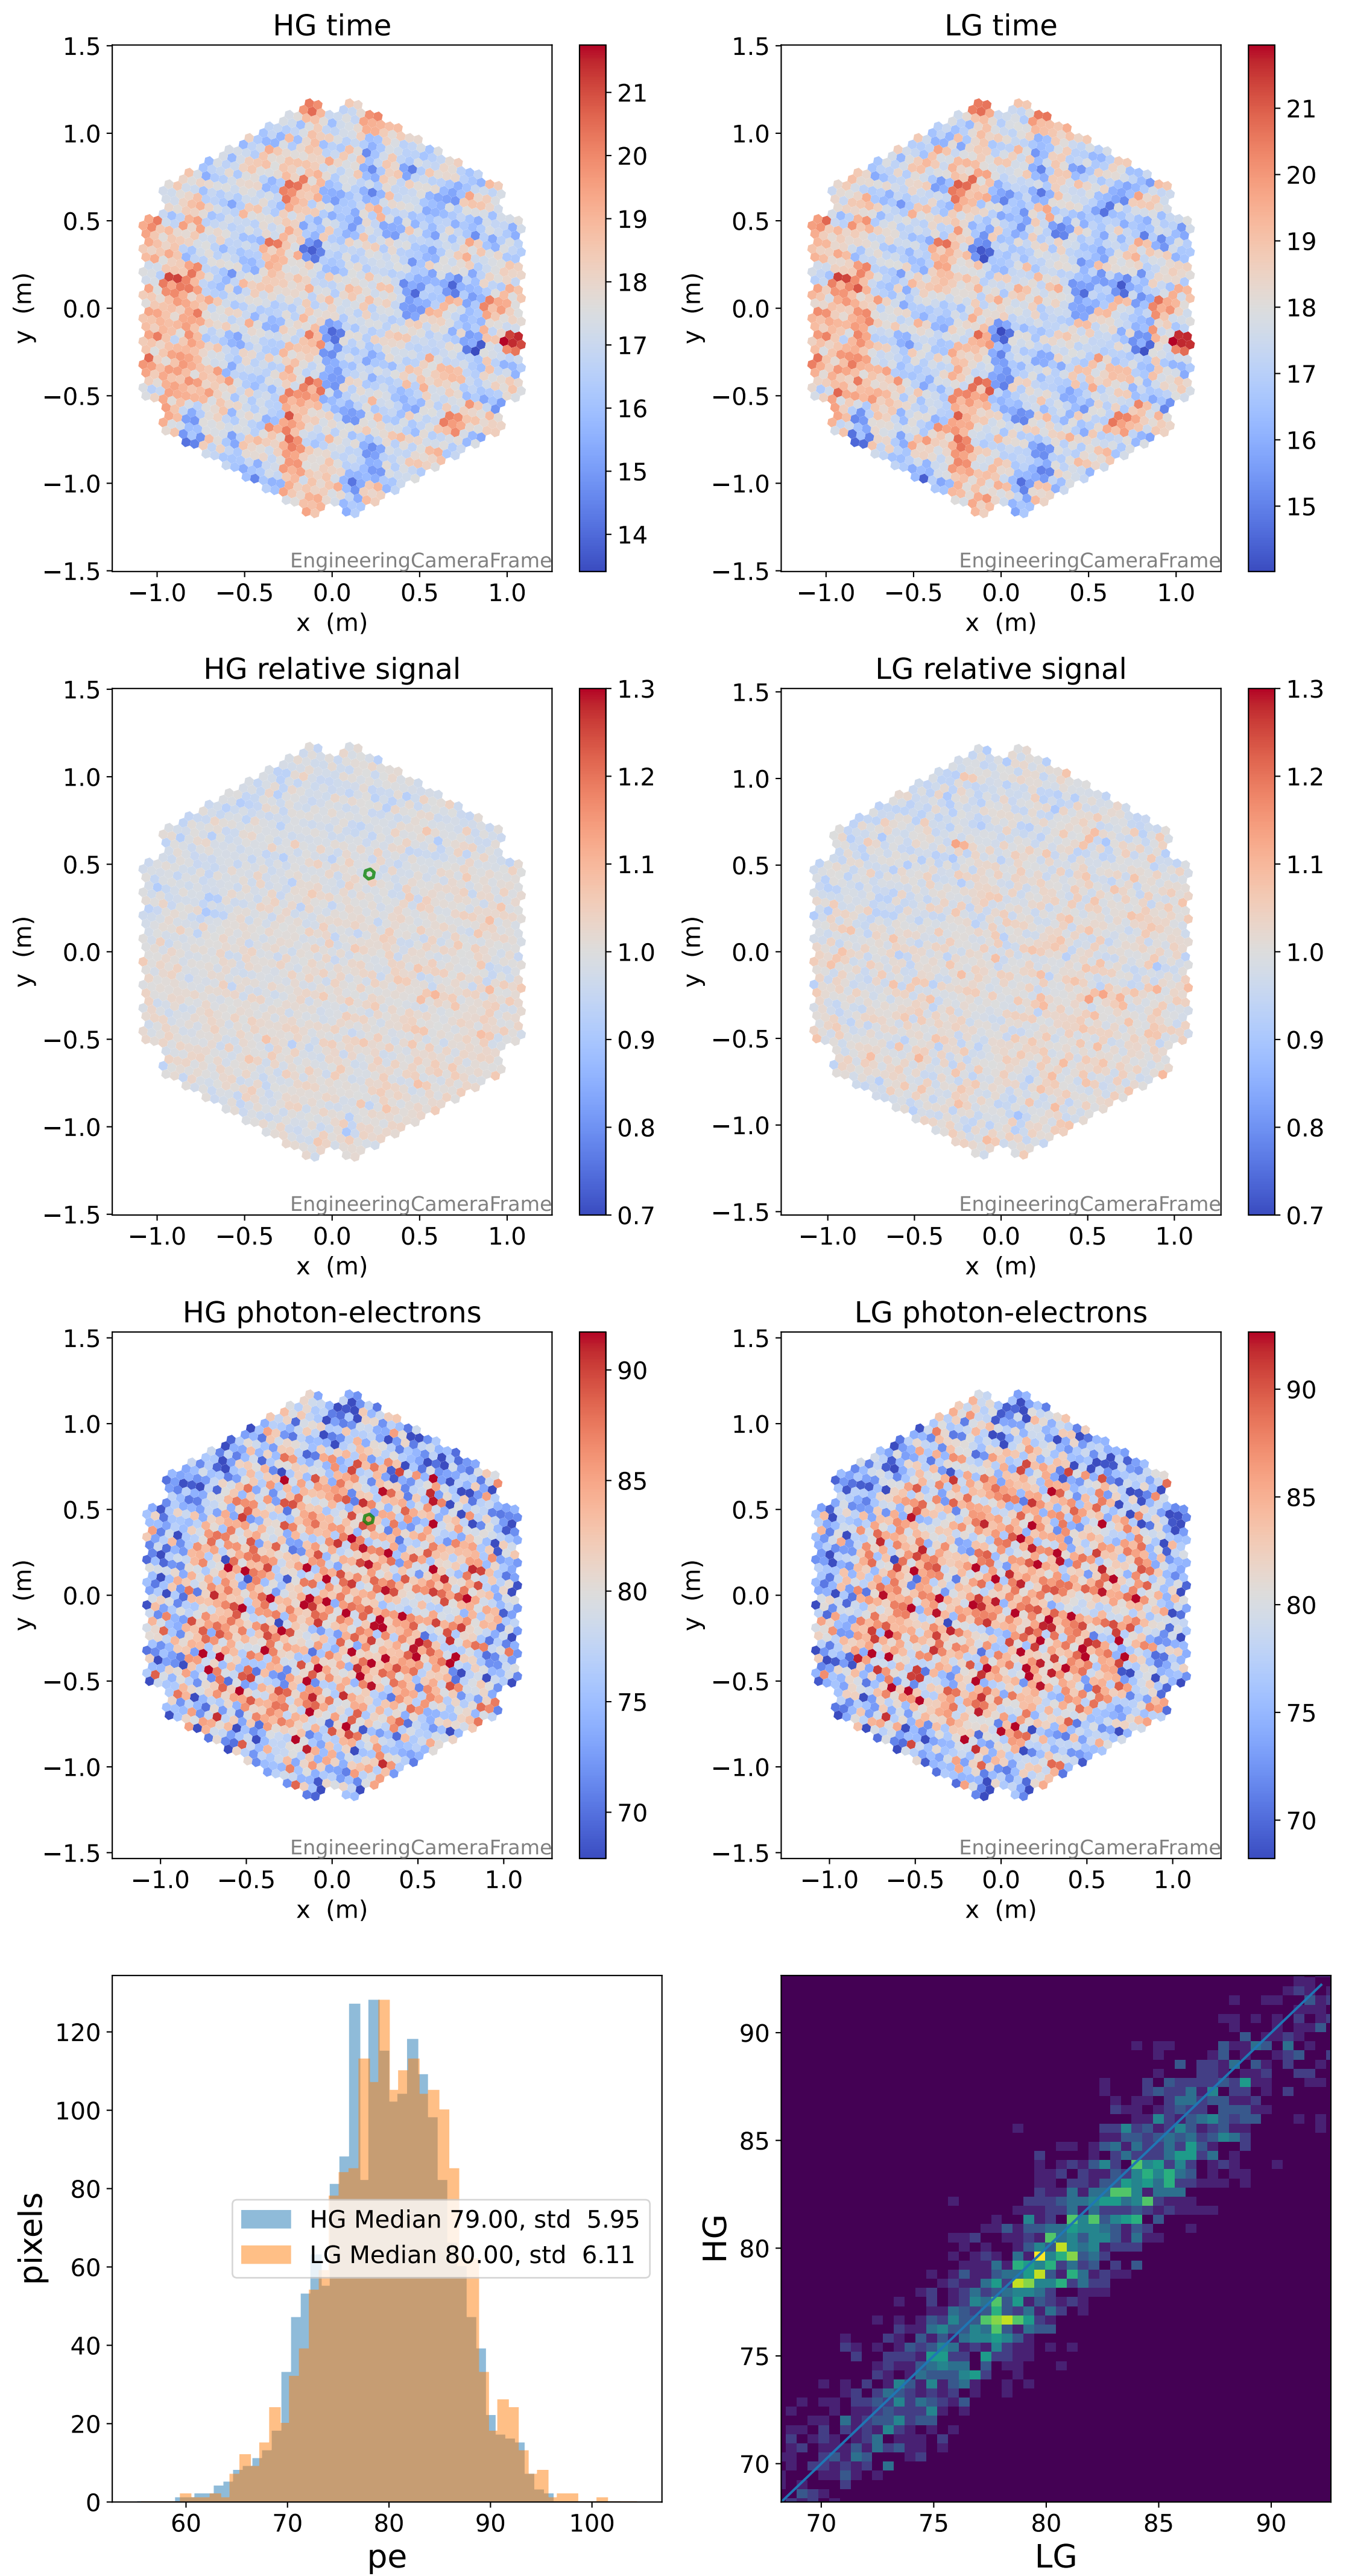 HG time
LG time
1.5
1.0
0.5
0.0
−0.5
−1.0
−1.5
y (m)
−1.0 −0.5 0.0 0.5 1.0
x (m)
EngineeringCameraFrame
21
20
19
18
17
16
15
14
1.5
1.0
0.5
0.0
−0.5
−1.0
−1.5
y (m)
−1.0 −0.5 0.0 0.5 1.0
x (m)
EngineeringCameraFrame
21
20
19
18
17
16
15
HG relative signal
LG relative signal
1.5
1.0
0.5
0.0
−0.5
−1.0
−1.5
y (m)
−1.0 −0.5 0.0 0.5 1.0
x (m)
EngineeringCameraFrame
1.3
1.2
1.1
1.0
0.9
0.8
0.7
1.5
1.0
0.5
0.0
−0.5
−1.0
−1.5
y (m)
−1.0 −0.5 0.0 0.5 1.0
x (m)
EngineeringCameraFrame
1.3
1.2
1.1
1.0
0.9
0.8
0.7
HG photon-electrons
LG photon-electrons
1.5
1.0
0.5
0.0
−0.5
−1.0
−1.5
y (m)
−1.0 −0.5 0.0 0.5 1.0
x (m)
EngineeringCameraFrame
90
85
80
75
70
1.5
1.0
0.5
0.0
−0.5
−1.0
−1.5
y (m)
−1.0 −0.5 0.0 0.5 1.0
x (m)
EngineeringCameraFrame
90
85
80
75
70
120
100
80
60
40
20
0
pixels
HG Median 79.00, std 5.95
LG Median 80.00, std 6.11
60 70 80 90 100
pe
90
85
80
75
70
HG
70 75 80 85 90
LG